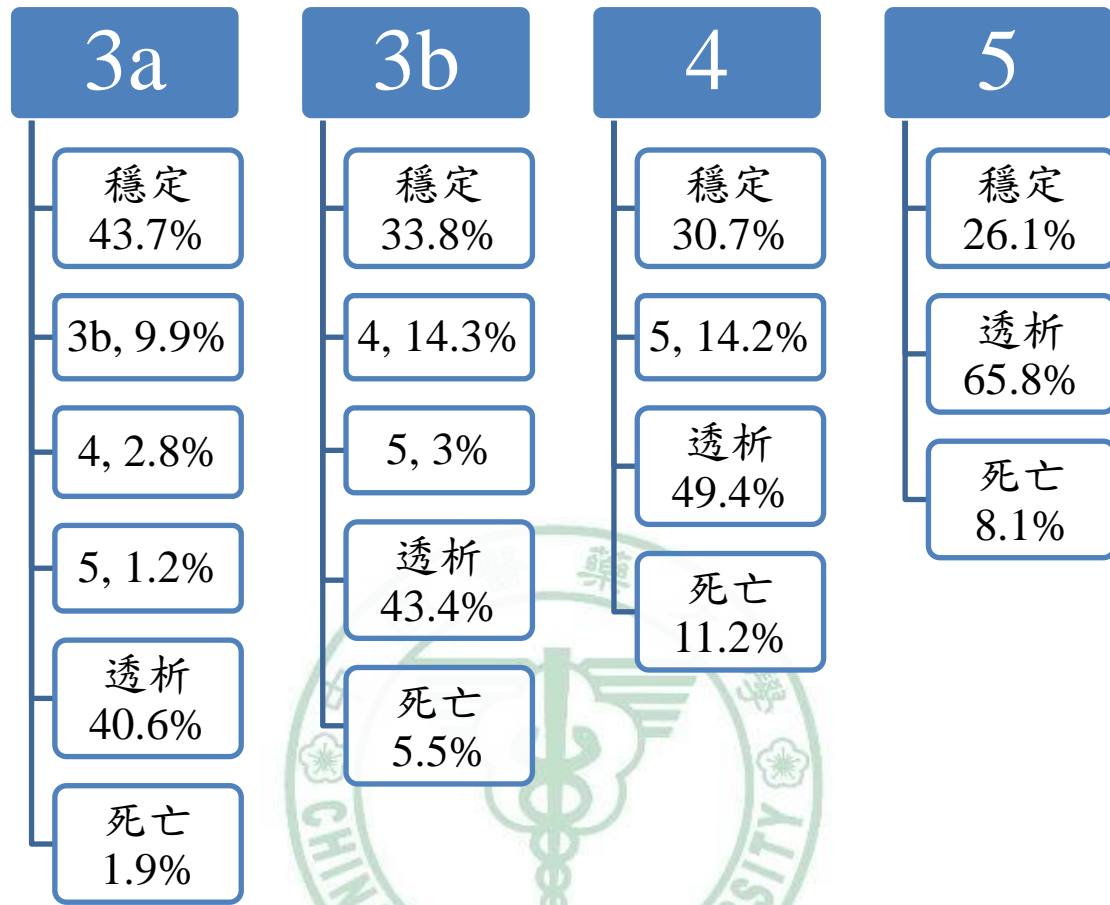 3a
穩定
43.7%
3b, 9.9%
4, 2.8%
5, 1.2%
透析
40.6%
死亡
1.9%
3b
穩定
33.8%
4, 14.3%
5, 3%
透析
43.4%
死亡
5.5%
4
穩定
30.7%
5, 14.2%
透析
49.4%
死亡
11.2%
5
穩定
26.1%
透析
65.8%
死亡
8.1%
中
藥
學